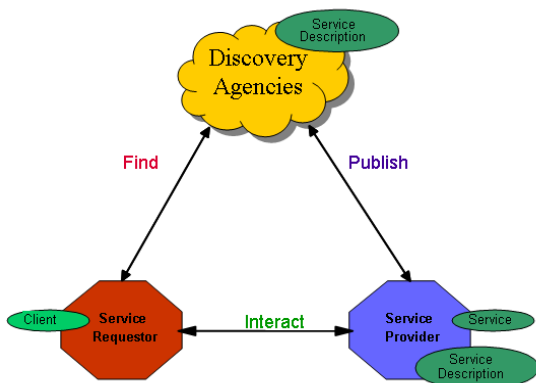 Service
Description
Discovery
Agencies
Find
Publish
Client
Service
Requestor
Interact
Service
Provider
Service
Service
Description